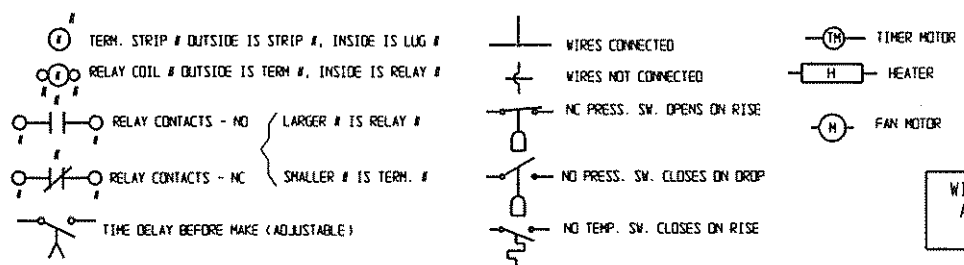 #
# TERM. STRIP # OUTSIDE IS STRIP #, INSIDE IS LUG #
# RELAY COIL # OUTSIDE IS TERM #, INSIDE IS RELAY #
# # #
# RELAY CONTACTS - NO
# #
LARGER # IS RELAY #
# RELAY CONTACTS - NC
# #
SMALLER # IS TERM. #
TIME DELAY BEFORE MAKE (ADJUSTABLE)
WIRES CONNECTED
WIRES NOT CONNECTED
NC PRESS. SW. OPENS ON RISE
NO PRESS. SW. CLOSES ON DROP
NO TEMP. SW. CLOSES ON RISE
TM TIMER MOTOR
H HEATER
M FAN MOTOR